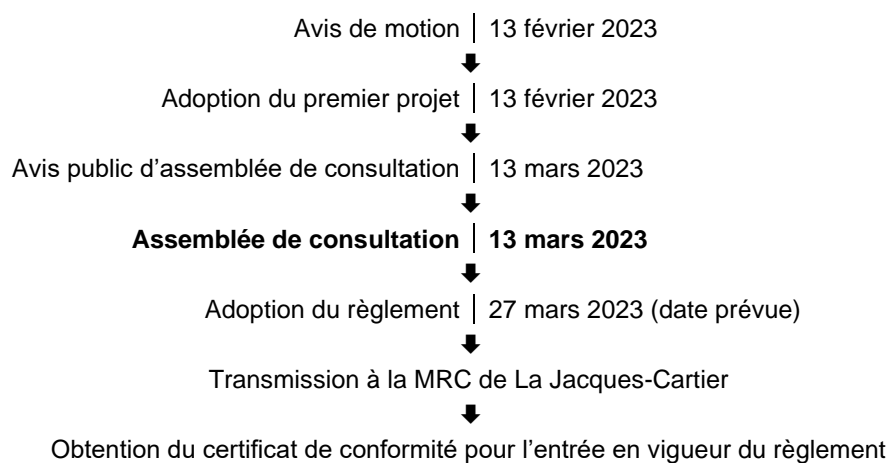 Avis de motion | 13 février 2023
Adoption du premier projet | 13 février 2023
Avis public d’assemblée de consultation | 13 mars 2023
Assemblée de consultation | 13 mars 2023
Adoption du règlement | 27 mars 2023 (date prévue)
Transmission à la MRC de La Jacques-Cartier
Obtention du certificat de conformité pour l’entrée en vigueur du règlement